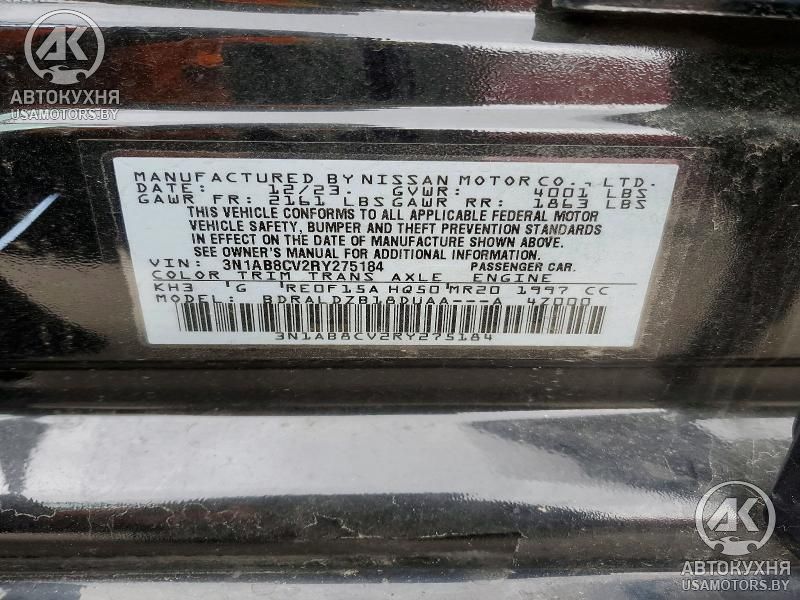 AK
АВТОКУХНЯ
USAMOTORS.BY
MANUFACTURED BY NISSAN MOTOR CO., LTD.
DATE: 12/23. GVWR: 4001 LBS
GAWR FR: 2161 LBS GAWR RR: 1863 LBS
THIS VEHICLE CONFORMS TO ALL APPLICABLE FEDERAL MOTOR
VEHICLE SAFETY, BUMPER AND THEFT PREVENTION STANDARDS
IN EFFECT ON THE DATE OF MANUFACTURE SHOWN ABOVE.
SEE OWNER'S MANUAL FOR ADDITIONAL INFORMATION.
VIN: 3N1AB8CV2RY275184 PASSENGER CAR.
COLOR TRIM TRANS AXLE ENGINE
KH3 'G RE0F15A HQ50 MR20 1997 CC
MODEL: BDRALDZB18DUAA---A 47000
3N1AB8CV2RY275184
AK
АВТОКУХНЯ
USAMOTORS.BY